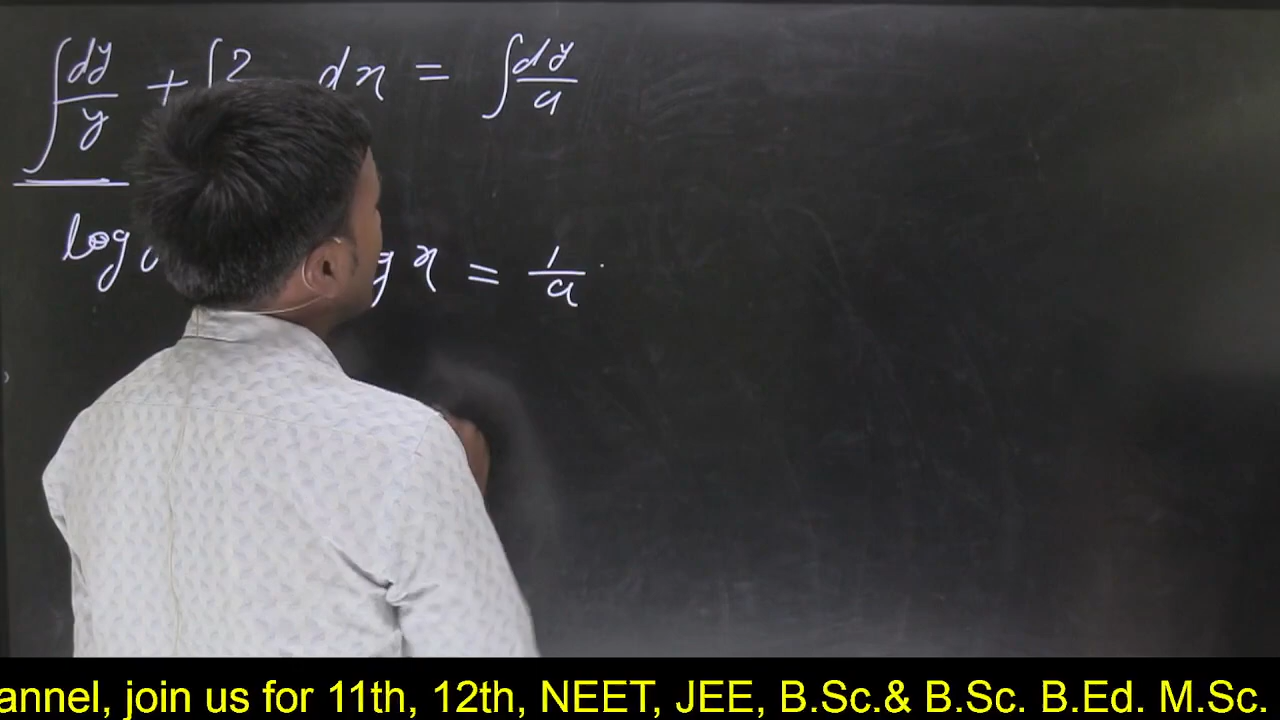 ∫ dy/y + ∫ 2 dx = ∫ dy/a
log g x = 1/a
annel, join us for 11th, 12th, NEET, JEE, B.Sc.& B.Sc. B.Ed. M.Sc.